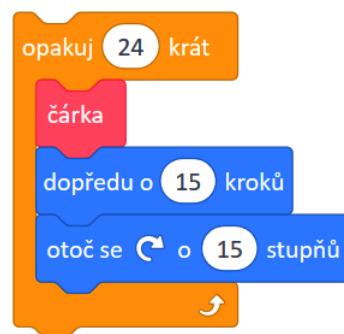 opakuj 24 krát
čárka
dopředu o 15 kroků
otoč se o 15 stupňů